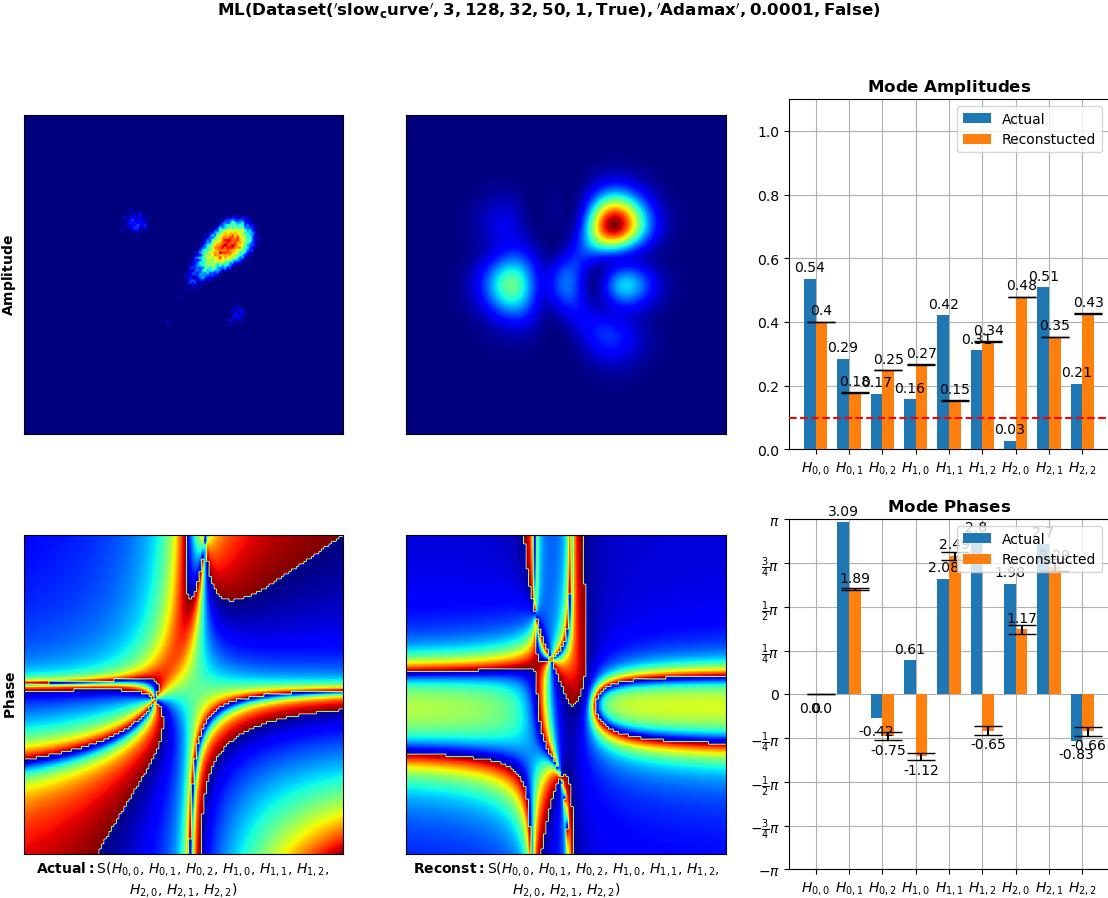 ML(Dataset('slow_curve', 3, 128, 32, 50, 1, True),'Adamax', 0.0001, False)
Amplitude
Mode Amplitudes
Actual
Reconstucted
1.0
0.8
0.6
0.4
0.2
0.0
0.54 0.4 0.29 0.18 0.17 0.25 0.16 0.27 0.42 0.15 0.31 0.34 0.03 0.48 0.51 0.35 0.21 0.43
H0,0 H0,1 H0,2 H1,0 H1,1 H1,2 H2,0 H2,1 H2,2
Phase
Mode Phases
Actual
Reconstucted
π
3/4π
1/2π
1/4π
0
−1/4π
−1/2π
−3/4π
−π
0.0 0.0 3.09 1.89 -0.42 -0.75 0.61 -1.12 2.08 2.8 -0.65 1.98 1.17 2.7 -0.83 -0.66
H0,0 H0,1 H0,2 H1,0 H1,1 H1,2 H2,0 H2,1 H2,2
Actual: S(H0,0, H0,1, H0,2, H1,0, H1,1, H1,2,
H2,0, H2,1, H2,2)
Reconst: S(H0,0, H0,1, H0,2, H1,0, H1,1, H1,2,
H2,0, H2,1, H2,2)